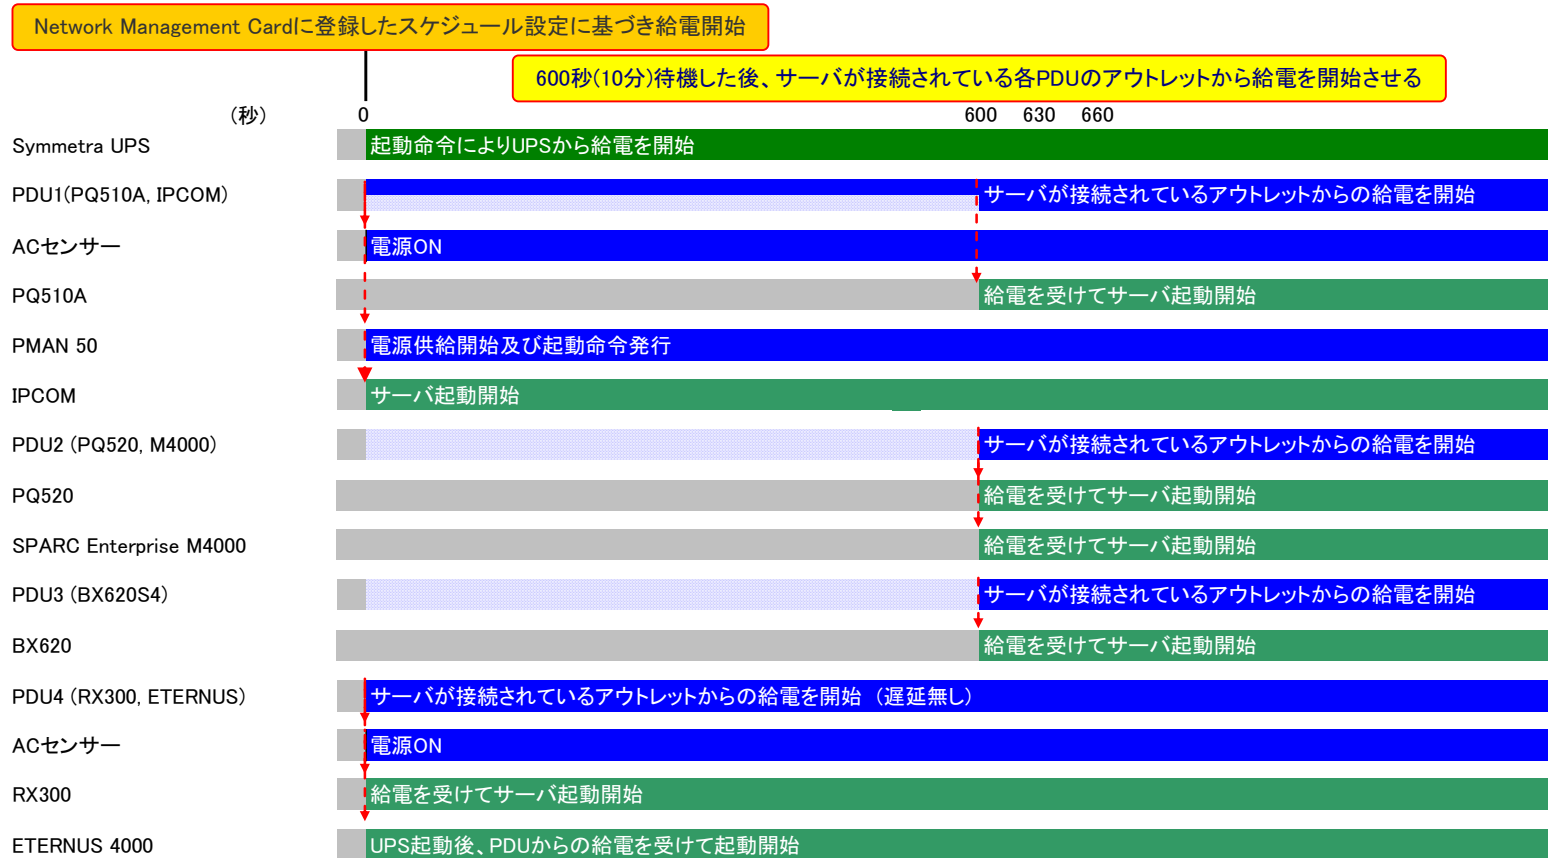 Network Management Cardに登録したスケジュール設定に基づき給電開始
600秒(10分)待機した後、サーバが接続されている各PDUのアウトレットから給電を開始させる
(秒) 0 600 630 660
Symmetra UPS 起動命令によりUPSから給電を開始
PDU1(PQ510A, IPCOM) サーバが接続されているアウトレットからの給電を開始
ACセンサー 電源ON
PQ510A 給電を受けてサーバ起動開始
PMAN 50 電源供給開始及び起動命令発行
IPCOM サーバ起動開始
PDU2 (PQ520, M4000) サーバが接続されているアウトレットからの給電を開始
PQ520 給電を受けてサーバ起動開始
SPARC Enterprise M4000 給電を受けてサーバ起動開始
PDU3 (BX620S4) サーバが接続されているアウトレットからの給電を開始
BX620 給電を受けてサーバ起動開始
PDU4 (RX300, ETERNUS) サーバが接続されているアウトレットからの給電を開始 (遅延無し)
ACセンサー 電源ON
RX300 給電を受けてサーバ起動開始
ETERNUS 4000 UPS起動後、PDUからの給電を受けて起動開始